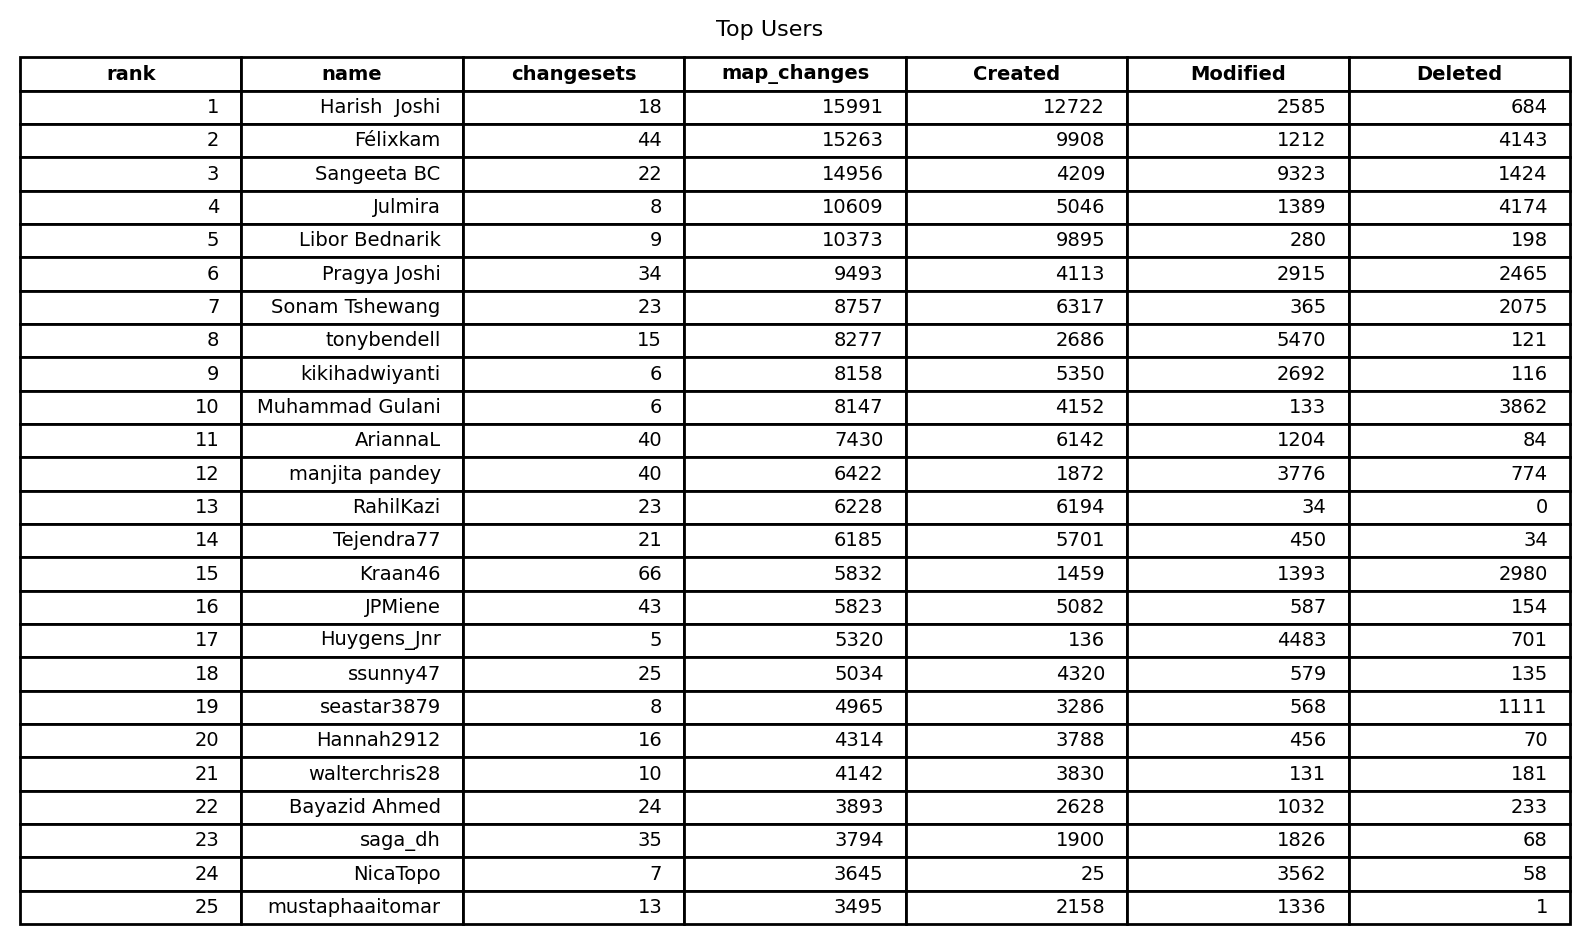 Top Users
rank name changesets map_changes Created Modified Deleted
1 Harish  Joshi 18 15991 12722 2585 684
2 Félixkam 44 15263 9908 1212 4143
3 Sangeeta BC 22 14956 4209 9323 1424
4 Julmira 8 10609 5046 1389 4174
5 Libor Bednarik 9 10373 9895 280 198
6 Pragya Joshi 34 9493 4113 2915 2465
7 Sonam Tshewang 23 8757 6317 365 2075
8 tonybendell 15 8277 2686 5470 121
9 kikihadwiyanti 6 8158 5350 2692 116
10 Muhammad Gulani 6 8147 4152 133 3862
11 AriannaL 40 7430 6142 1204 84
12 manjita pandey 40 6422 1872 3776 774
13 RahilKazi 23 6228 6194 34 0
14 Tejendra77 21 6185 5701 450 34
15 Kraan46 66 5832 1459 1393 2980
16 JPMiene 43 5823 5082 587 154
17 Huygens_Jnr 5 5320 136 4483 701
18 ssunny47 25 5034 4320 579 135
19 seastar3879 8 4965 3286 568 1111
20 Hannah2912 16 4314 3788 456 70
21 walterchris28 10 4142 3830 131 181
22 Bayazid Ahmed 24 3893 2628 1032 233
23 saga_dh 35 3794 1900 1826 68
24 NicaTopo 7 3645 25 3562 58
25 mustaphaaitomar 13 3495 2158 1336 1